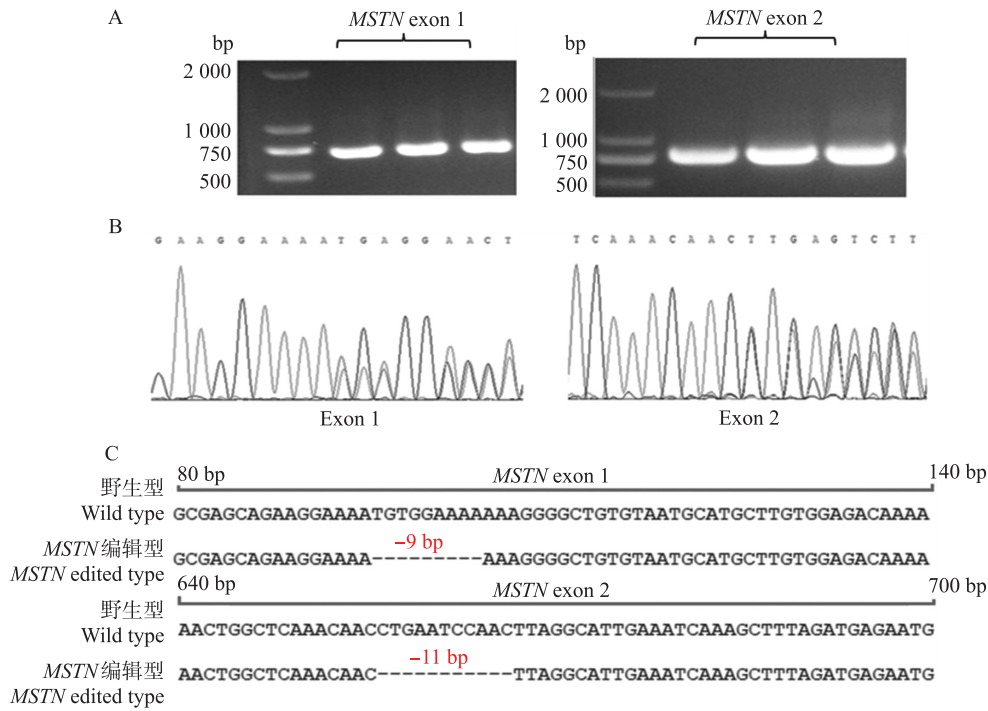 A
MSTN exon 1
MSTN exon 2
bp
bp
2 000
1 000
750
500
2 000
1 000
750
500
B
G A A G G A A A A T G A G G A A C T
T C A A A C A A C T T G A G T C T T
Exon 1
Exon 2
C
80 bp
MSTN exon 1
140 bp
野生型
Wild type
GCGAGCAGAAGGAAAATGTGGAAAAAAAGGGGCTGTGTAATGCATGCTTGTGGAGACAAAA
MSTN编辑型
MSTN edited type
GCGAGCAGAAGGAAAA---------AAAGGGGCTGTGTAATGCATGCTTGTGGAGACAAAA
–9 bp
640 bp
MSTN exon 2
700 bp
野生型
Wild type
AACTGGCTCAAACAACCTGAATCCAACTTAGGCATTGAAATCAAAGCTTTAGATGAGAATG
MSTN编辑型
MSTN edited type
AACTGGCTCAAACAAC-----------TTAGGCATTGAAATCAAAGCTTTAGATGAGAATG
–11 bp